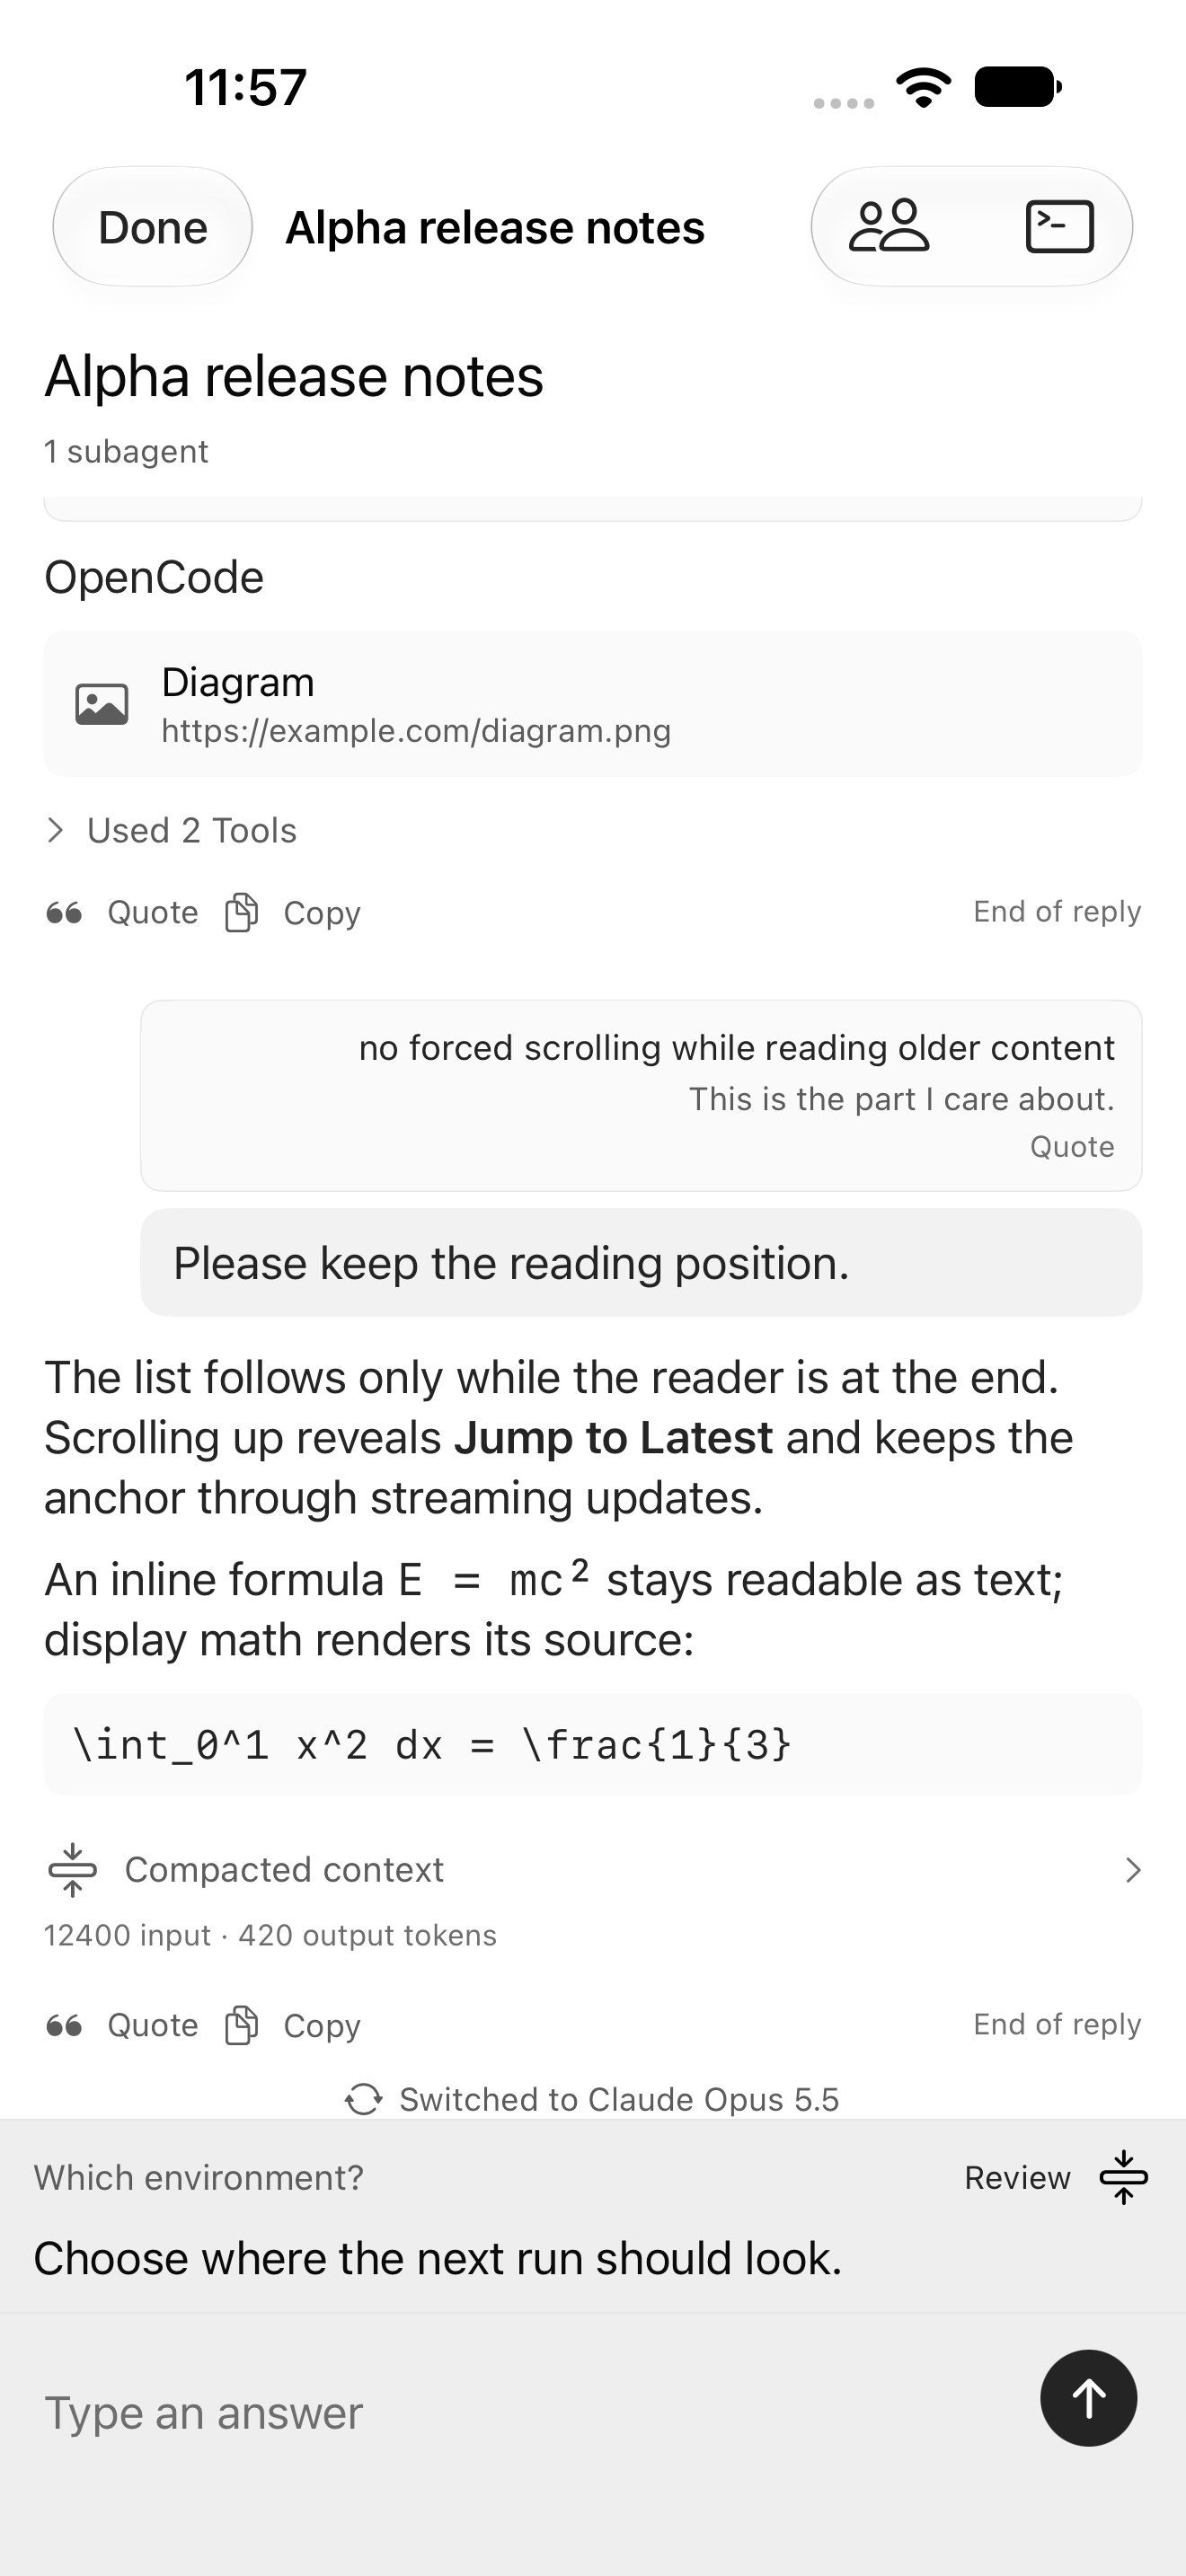 11:57
Done
Alpha release notes
Alpha release notes
1 subagent
OpenCode
Diagram
https://example.com/diagram.png
Used 2 Tools
Quote Copy End of reply
no forced scrolling while reading older content
This is the part I care about.
Quote
Please keep the reading position.
The list follows only while the reader is at the end.
Scrolling up reveals Jump to Latest and keeps the
anchor through streaming updates.
An inline formula E = mc² stays readable as text;
display math renders its source:
\int_0^1 x^2 dx = \frac{1}{3}
Compacted context
12400 input · 420 output tokens
Quote Copy End of reply
Switched to Claude Opus 5.5
Which environment? Review
Choose where the next run should look.
Type an answer